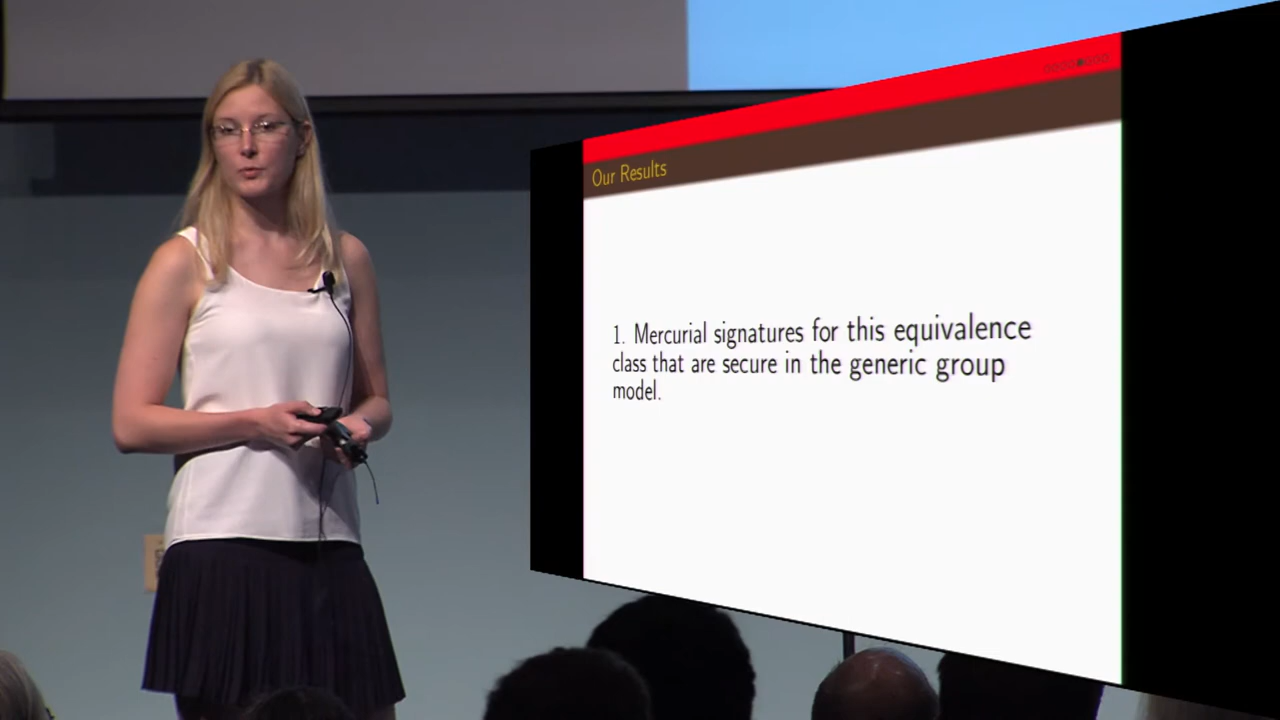 Our Results
1. Mercurial signatures for this equivalence
class that are secure in the generic group
model.